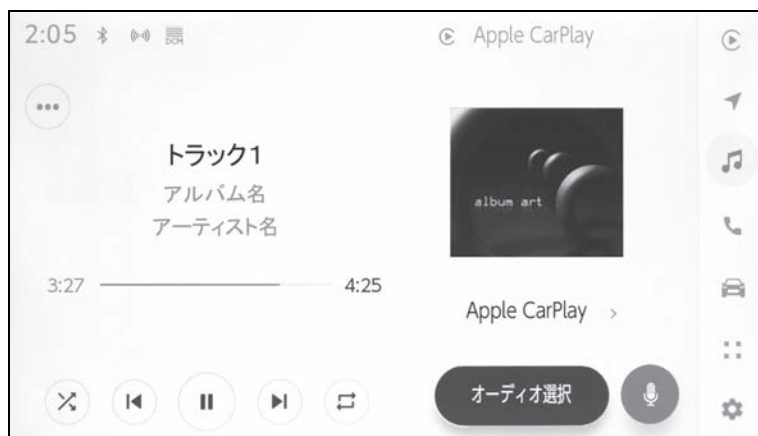 2:05
DCM
Apple CarPlay
トラック1
アルバム名
アーティスト名
3:27
4:25
album art
Apple CarPlay
オーディオ選択